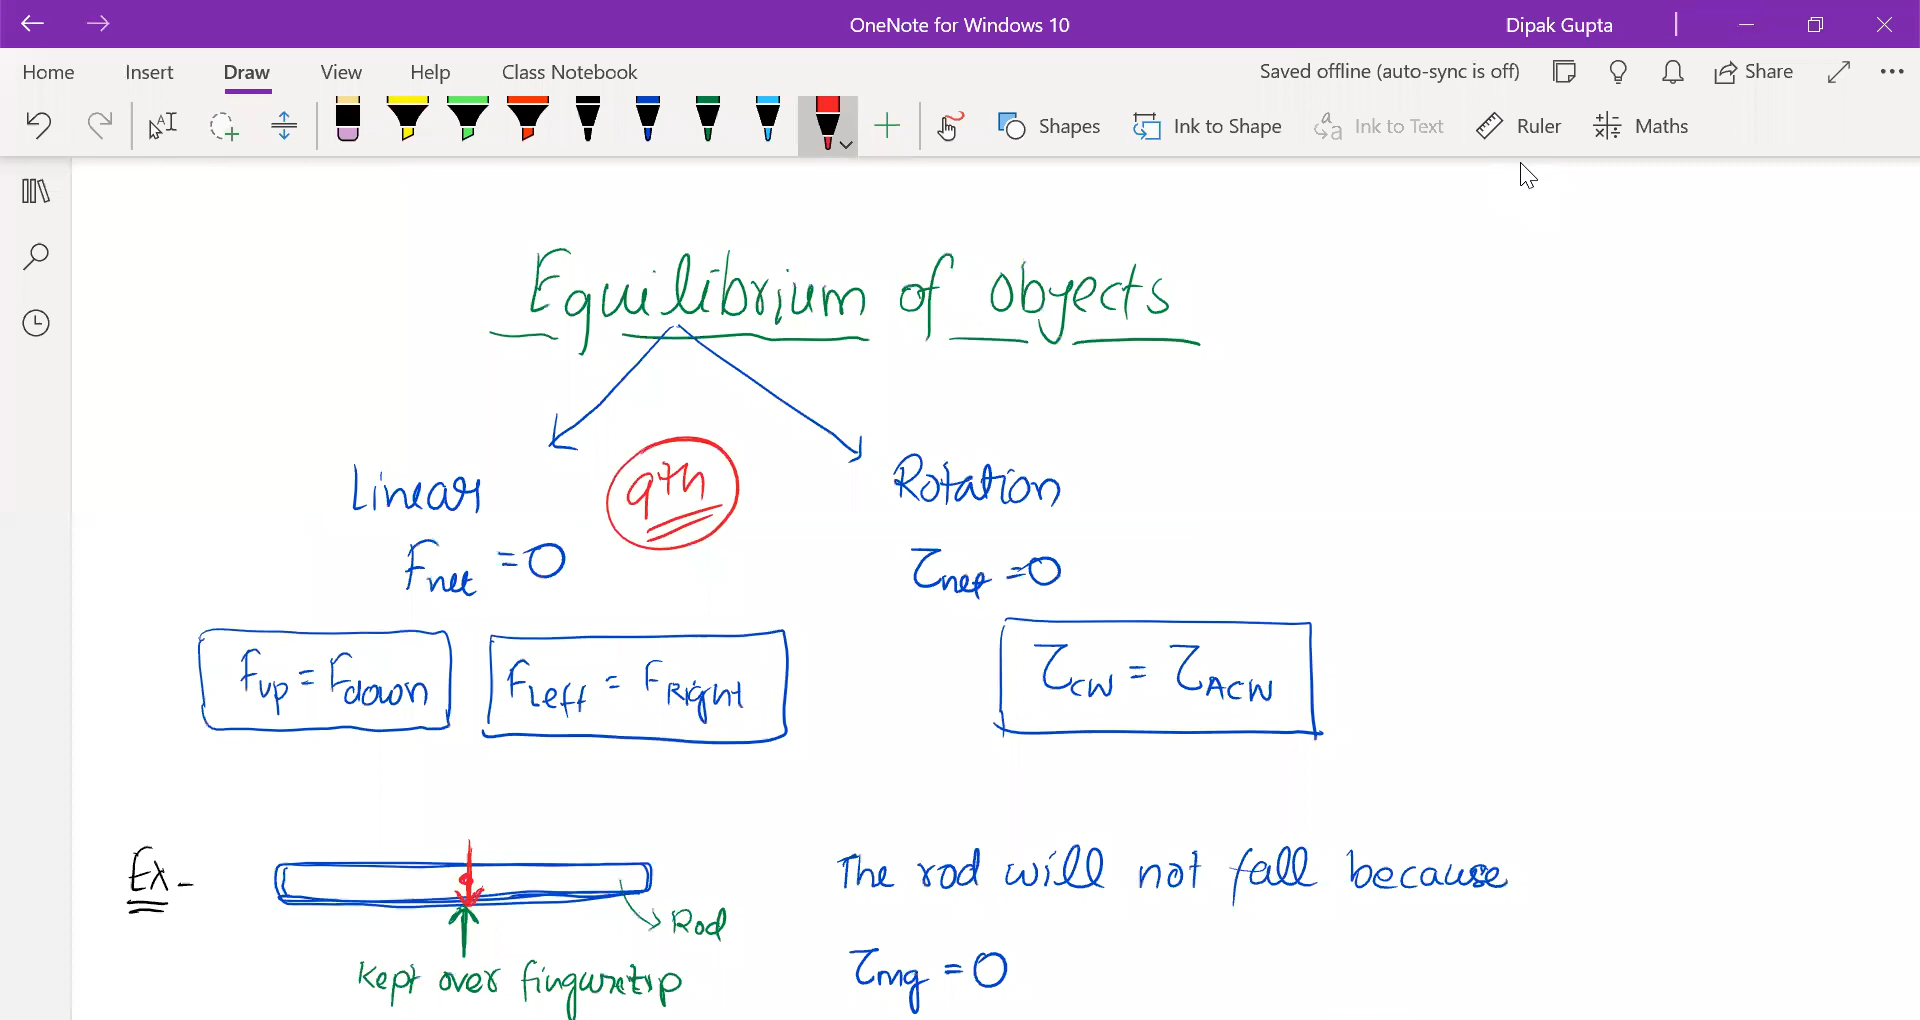 OneNote for Windows 10
Dipak Gupta
Home Insert Draw View Help Class Notebook
Saved offline (auto-sync is off) Share
Shapes Ink to Shape Ink to Text Ruler Maths
Equilibrium of objects
Linear 9th Rotation
Fnet = 0 τnet = 0
Fup = Fdown Fleft = FRight τcw = τACW
Ex - The rod will not fall because
Rod
τmg = 0
Kept over finguretip